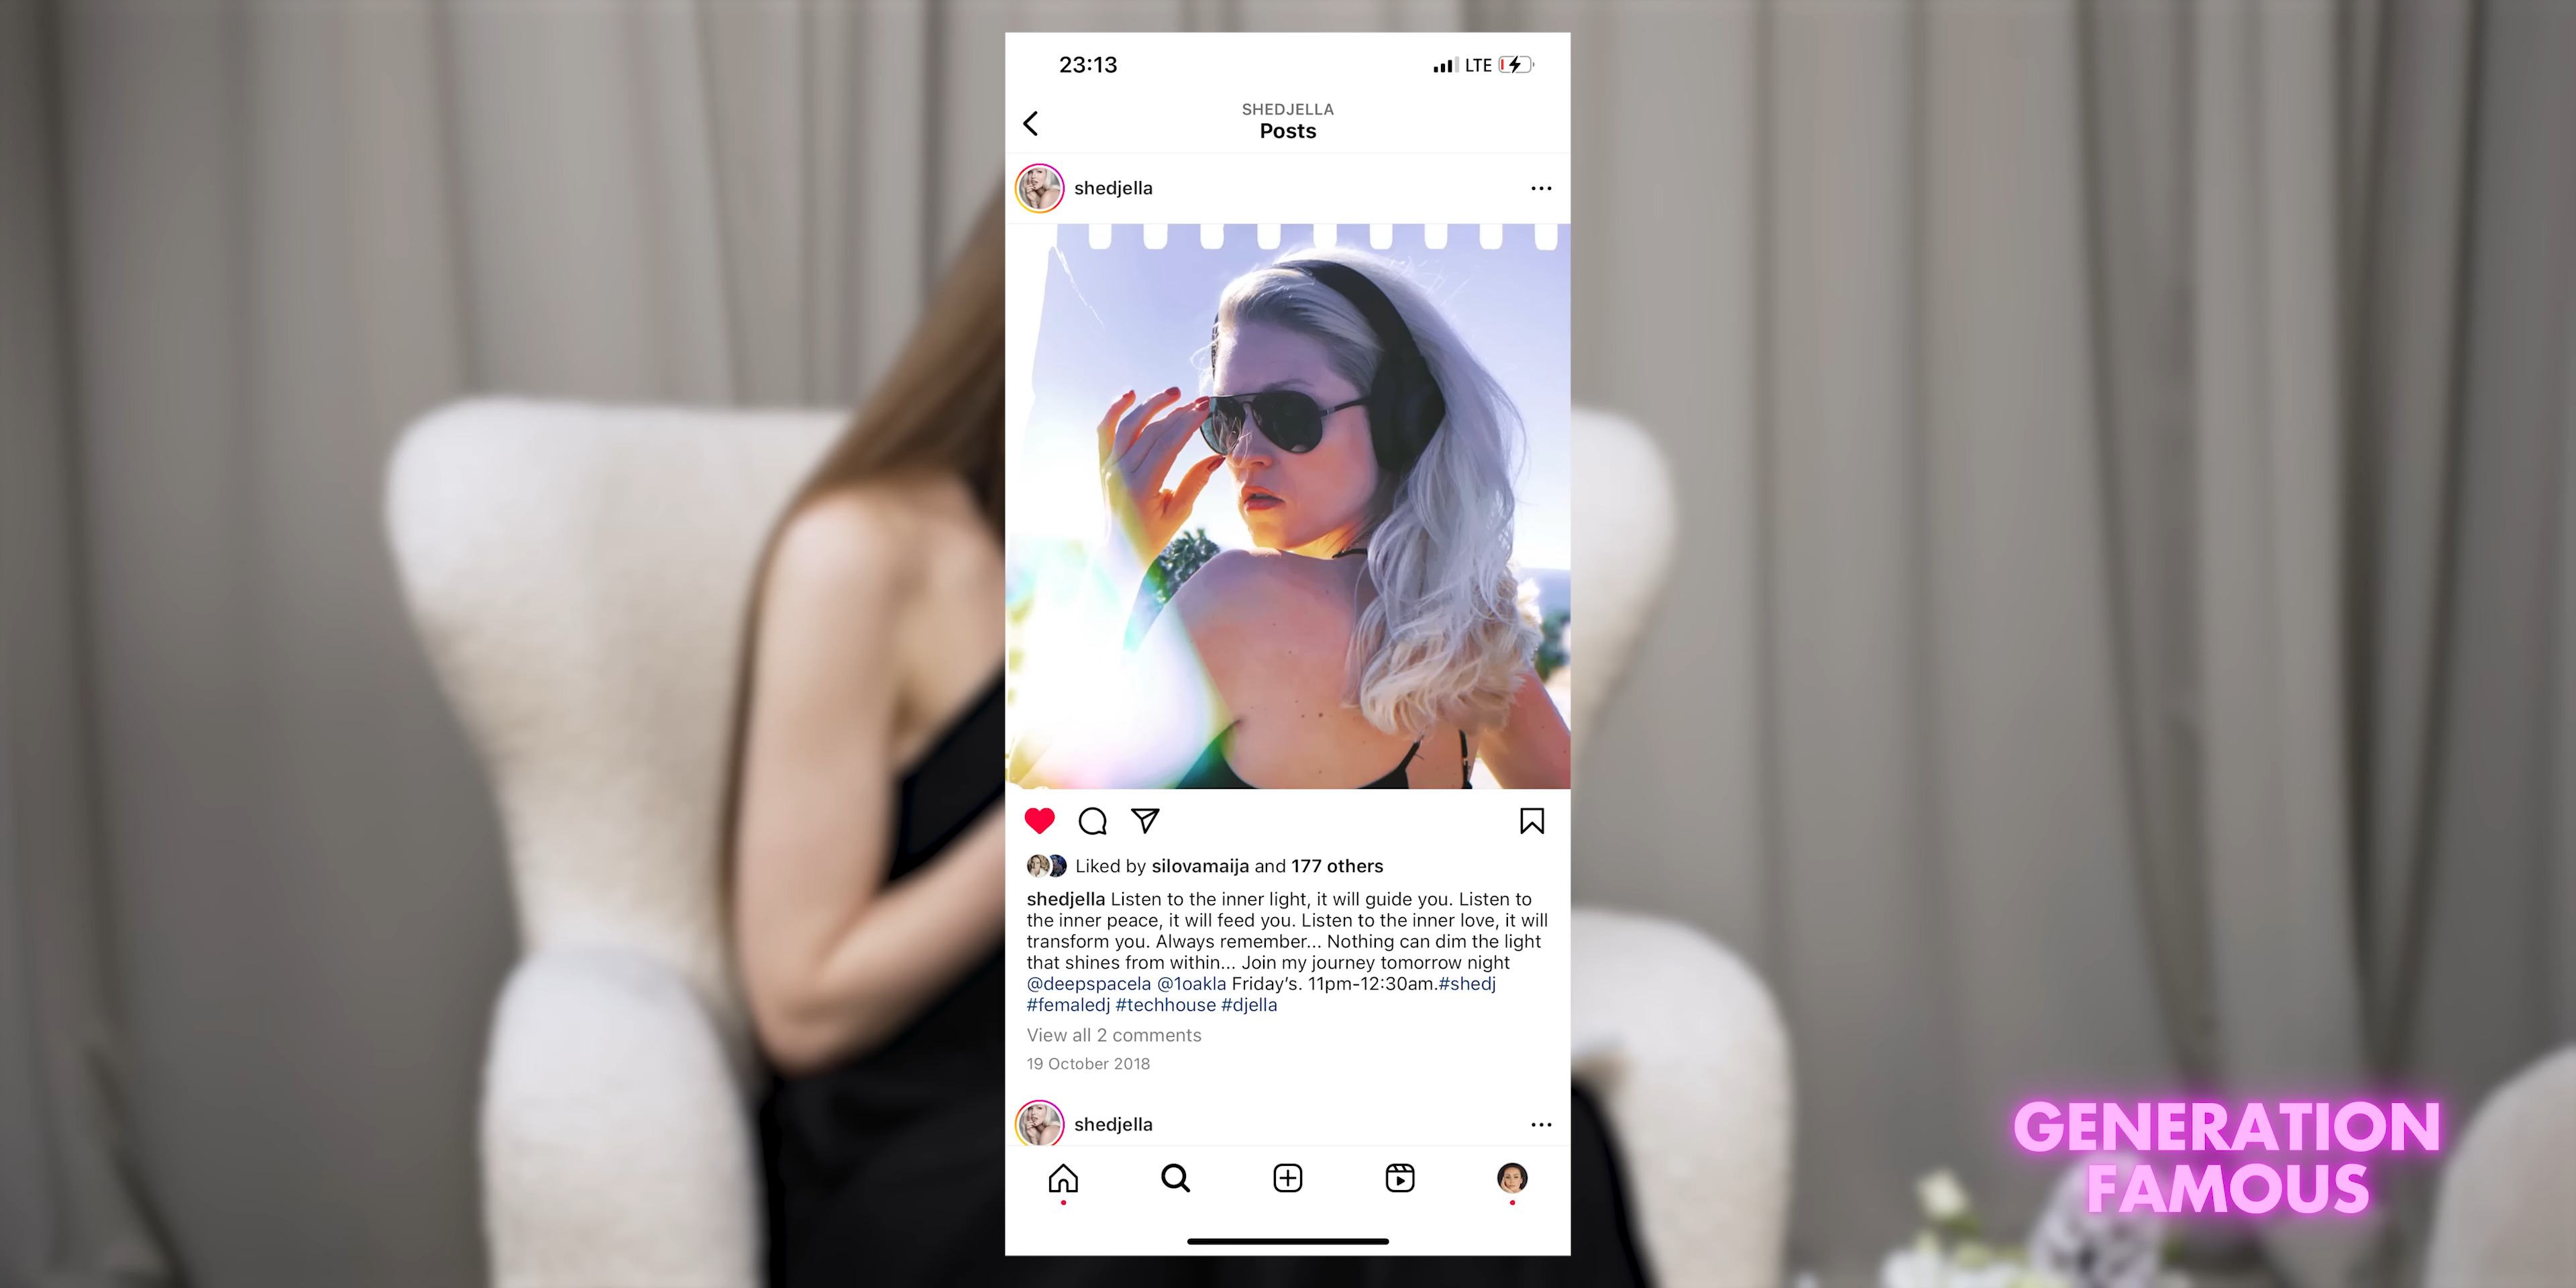 23:13
LTE
SHEDJELLA
Posts
shedjella
Liked by silovamaija and 177 others
shedjella Listen to the inner light, it will guide you. Listen to
the inner peace, it will feed you. Listen to the inner love, it will
transform you. Always remember... Nothing can dim the light
that shines from within... Join my journey tomorrow night
@deepspacela @1oakla Friday’s. 11pm-12:30am.#shedj
#femaledj #techhouse #djella
View all 2 comments
19 October 2018
shedjella
GENERATION
FAMOUS